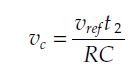 v_c = \frac{v_{ref} t_2}{RC}